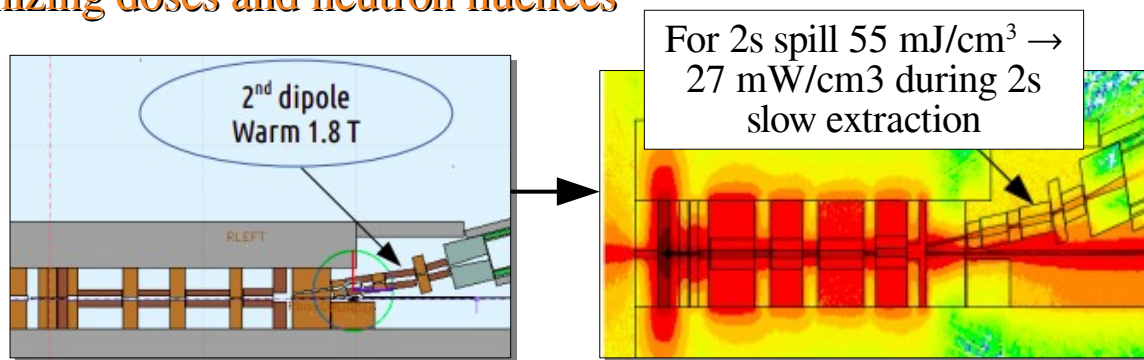 nizing doses and neutron fluences
For 2s spill 55 mJ/cm³ →
27 mW/cm3 during 2s
slow extraction
2ⁿᵈ dipole
Warm 1.8 T
RLEFT